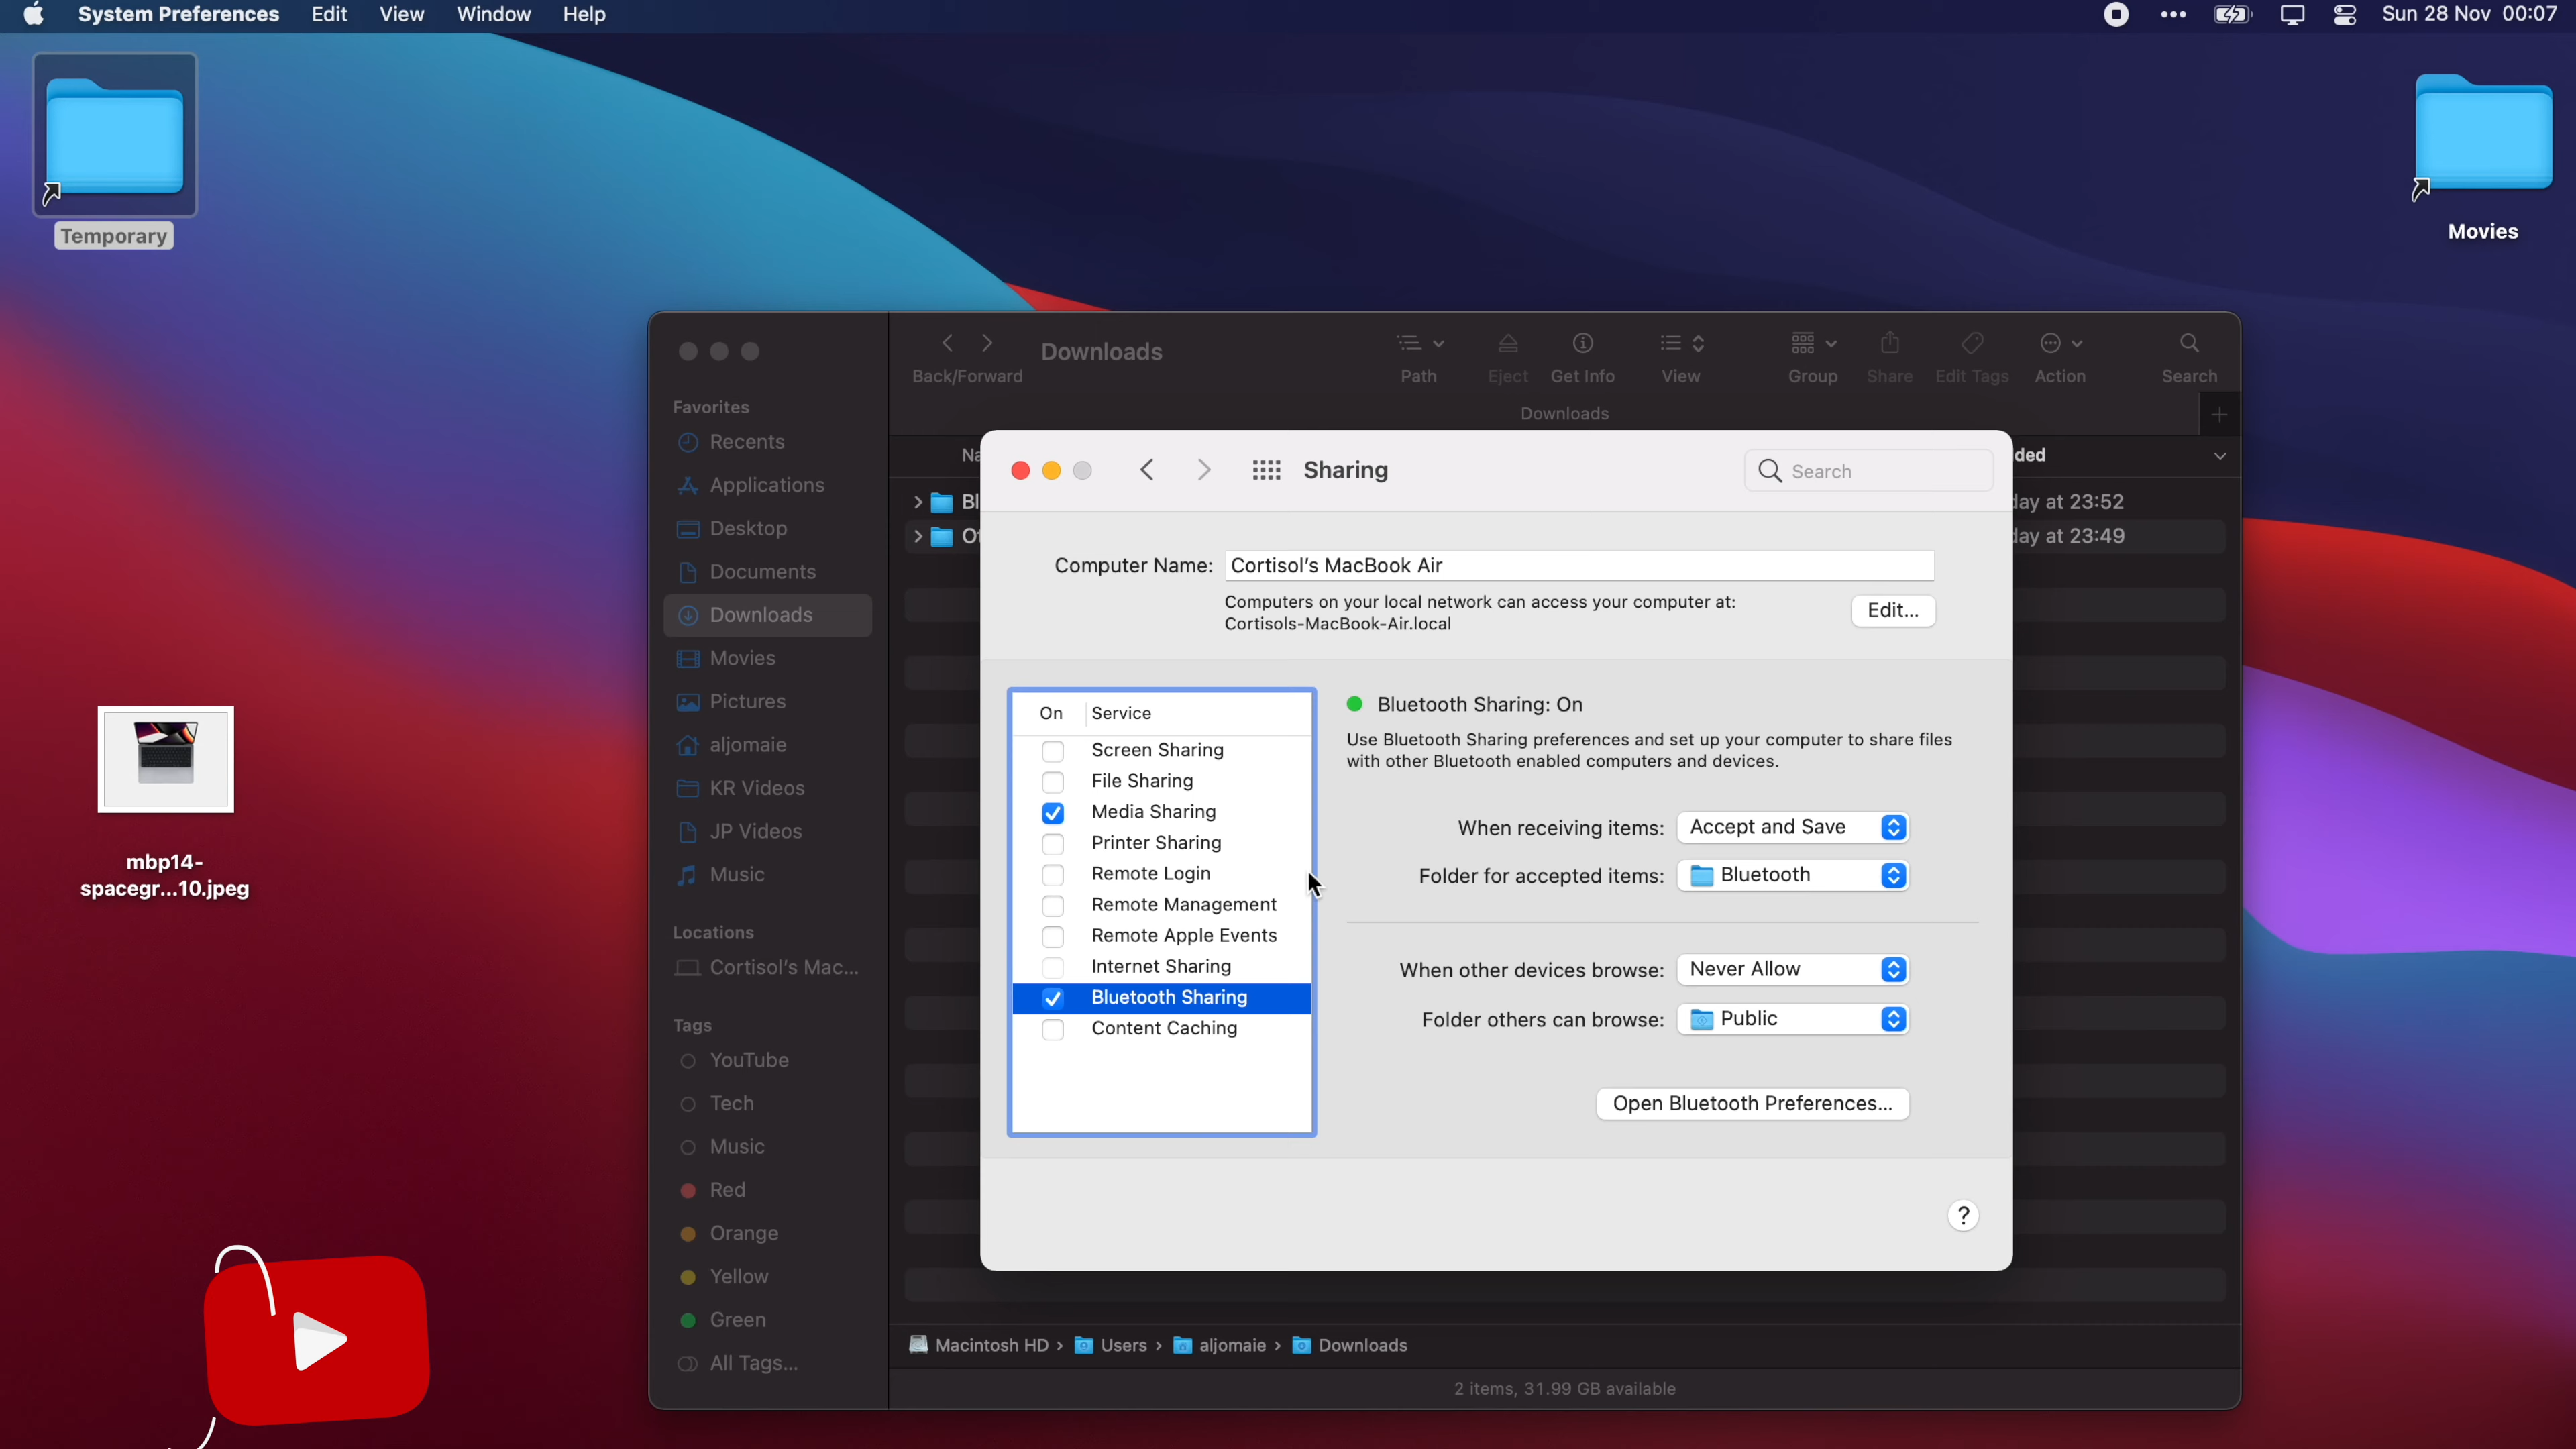 System Preferences Edit View Window Help
Sun 28 Nov 00:07
Temporary
Movies
mbp14-
spacegr...10.jpeg
Back/Forward
Downloads
Path
Eject
Get Info
View
Group
Share
Edit Tags
Action
Search
Downloads
Favorites
Recents
Applications
Desktop
Documents
Downloads
Movies
Pictures
aljomaie
KR Videos
JP Videos
Music
Locations
Cortisol's Mac...
Tags
YouTube
Tech
Music
Red
Orange
Yellow
Green
All Tags...
Na
ded
Bl
day at 23:52
Ot
day at 23:49
Sharing
Search
Computer Name: Cortisol's MacBook Air
Computers on your local network can access your computer at:
Cortisols-MacBook-Air.local
Edit...
On Service
Screen Sharing
File Sharing
Media Sharing
Printer Sharing
Remote Login
Remote Management
Remote Apple Events
Internet Sharing
Bluetooth Sharing
Content Caching
Bluetooth Sharing: On
Use Bluetooth Sharing preferences and set up your computer to share files
with other Bluetooth enabled computers and devices.
When receiving items: Accept and Save
Folder for accepted items: Bluetooth
When other devices browse: Never Allow
Folder others can browse: Public
Open Bluetooth Preferences...
?
Macintosh HD › Users › aljomaie › Downloads
2 items, 31.99 GB available